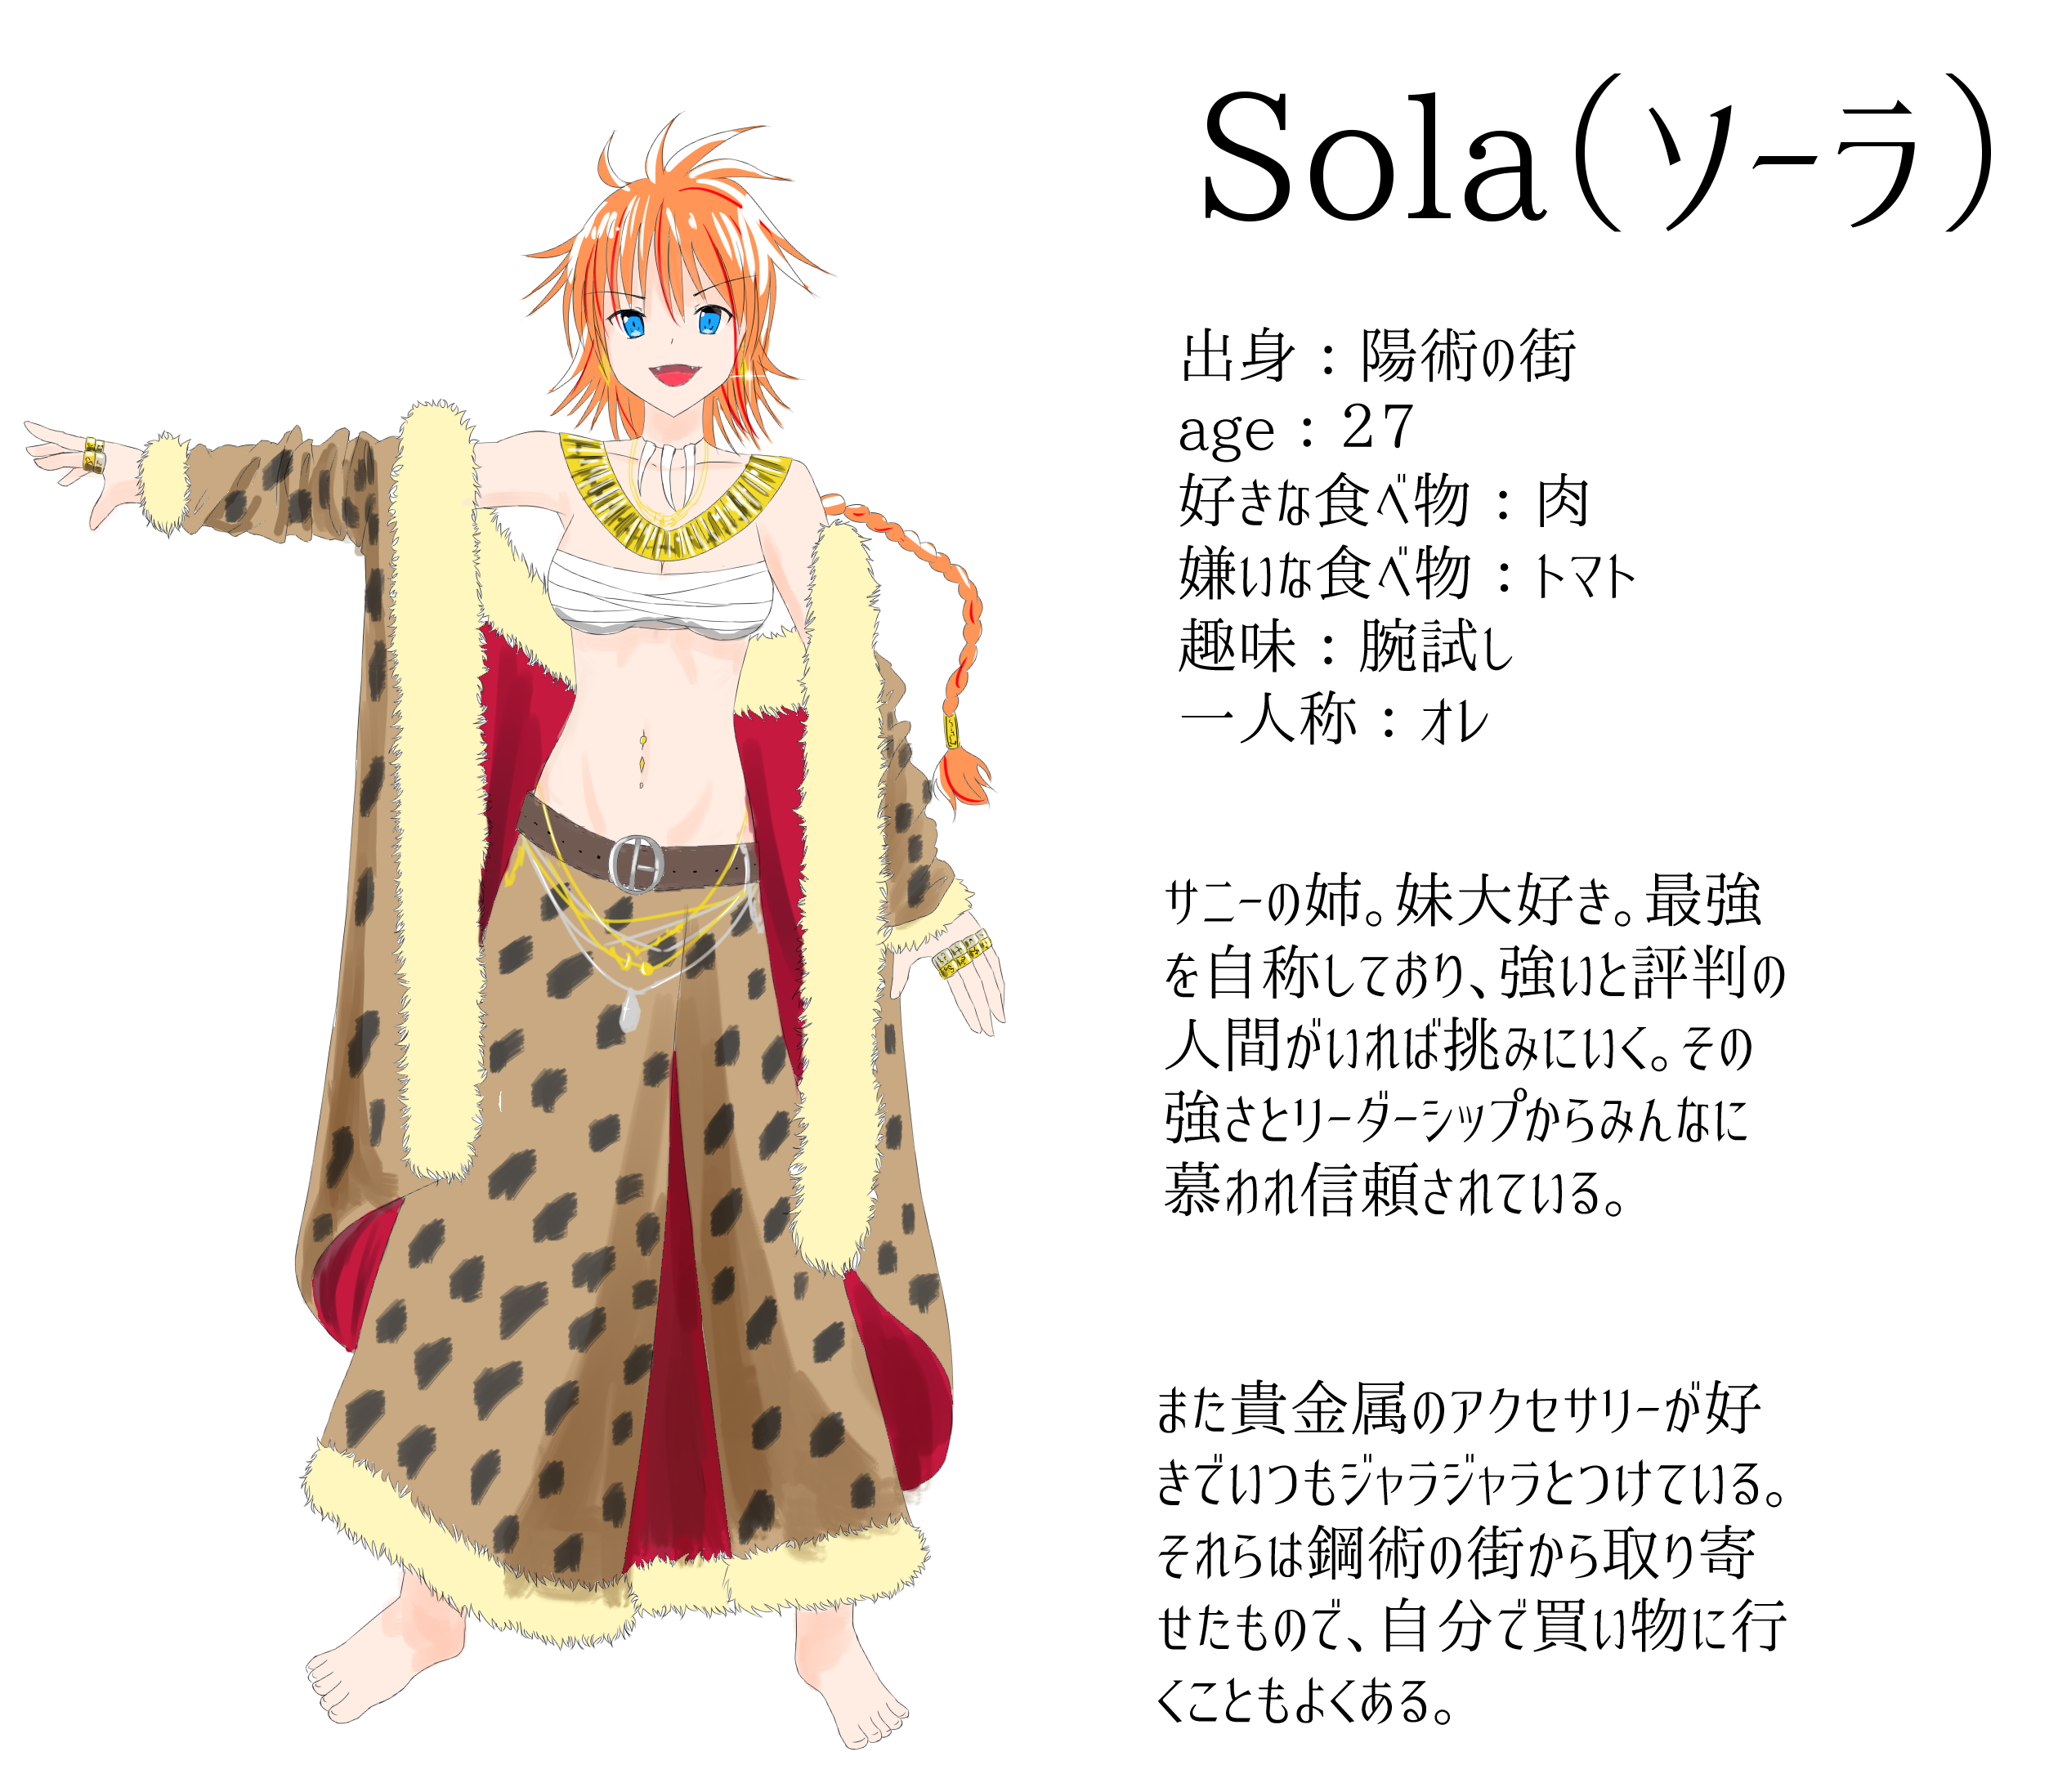 Sola（ソーラ）
出身：陽術の街
age：27
好きな食べ物：肉
嫌いな食べ物：トマト
趣味：腕試し
一人称：オレ
サニーの姉。妹大好き。最強
を自称しており、強いと評判の
人間がいれば挑みにいく。その
強さとリーダーシップからみんなに
慕われ信頼されている。
また貴金属のアクセサリーが好
きでいつもジャラジャラとつけている。
それらは鋼術の街から取り寄
せたもので、自分で買い物に行
くこともよくある。